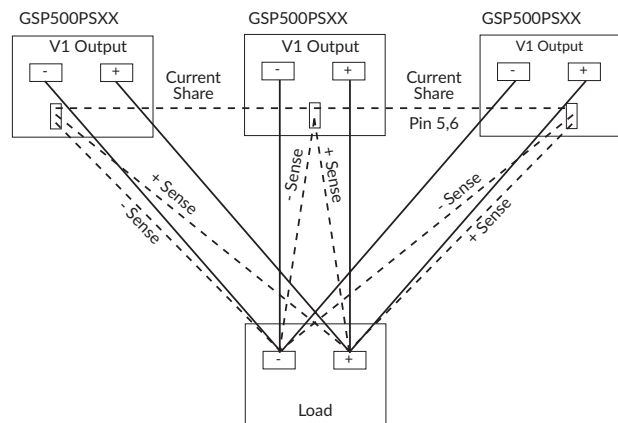 GSP500PSXX
GSP500PSXX
GSP500PSXX
V1 Output
V1 Output
V1 Output
-
+
-
+
-
+
Current
Share
Current
Share
Pin 5,6
- Sense
+ Sense
- Sense
+ Sense
- Sense
+ Sense
-
+
Load